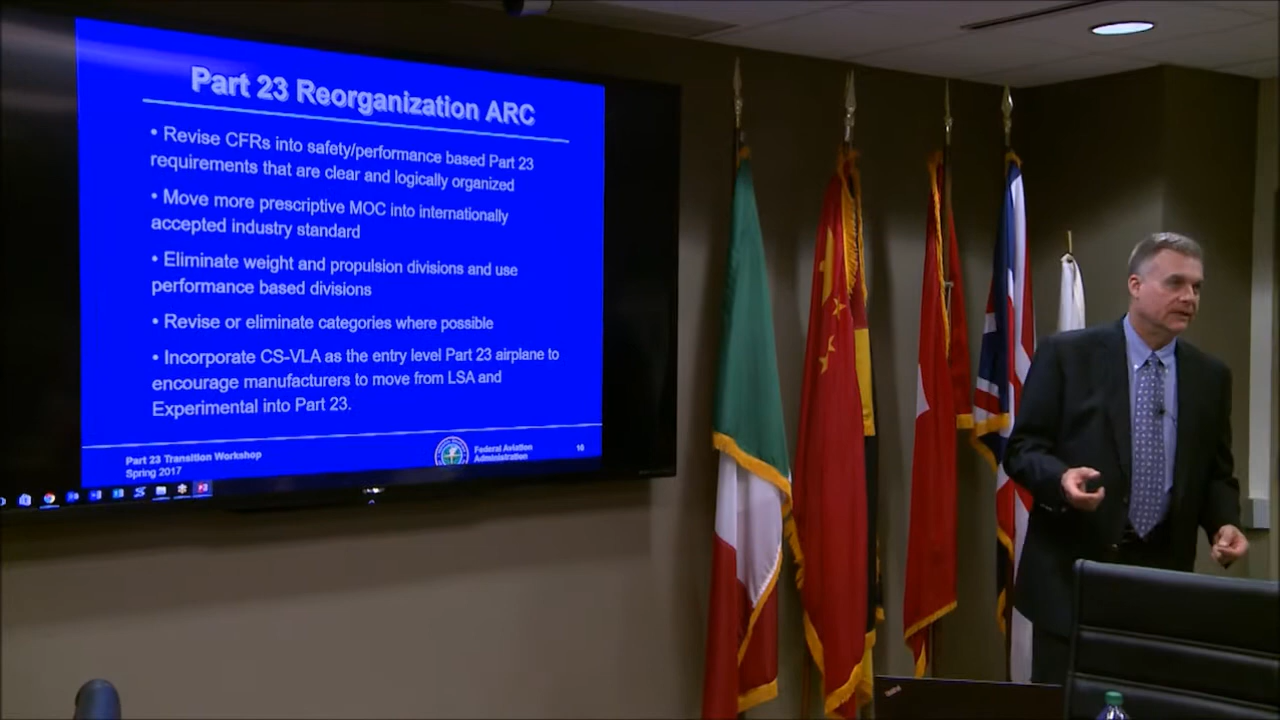 Part 23 Reorganization ARC
• Revise CFRs into safety/performance based Part 23
requirements that are clear and logically organized
• Move more prescriptive MOC into internationally
accepted industry standard
• Eliminate weight and propulsion divisions and use
performance based divisions
• Revise or eliminate categories where possible
• Incorporate CS-VLA as the entry level Part 23 airplane to
encourage manufacturers to move from LSA and
Experimental into Part 23.
Part 23 Transition Workshop
Spring 2017
Federal Aviation
Administration